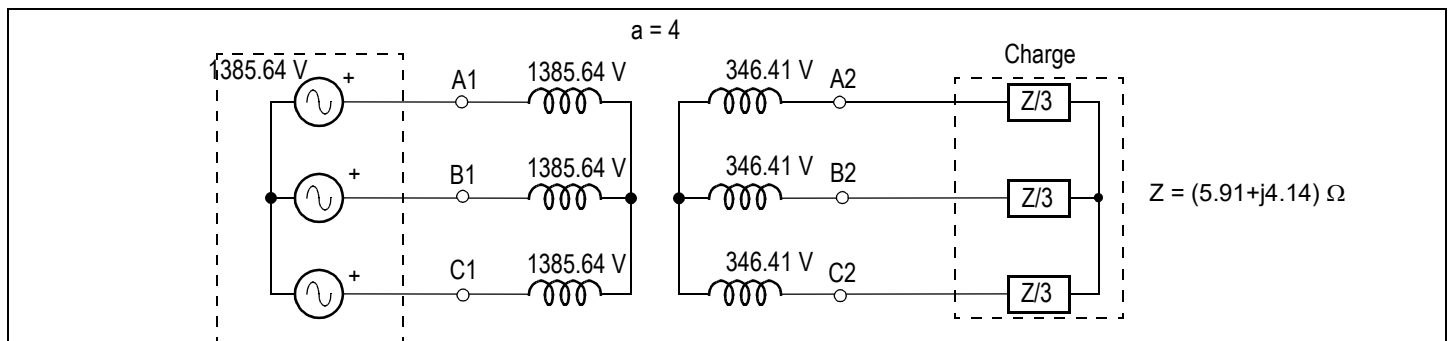 a = 4
Charge
1385.64 V
+
A1
1385.64 V
346.41 V
A2
Z/3
+
B1
1385.64 V
346.41 V
B2
Z/3
Z = (5.91+j4.14) Ω
+
C1
1385.64 V
346.41 V
C2
Z/3